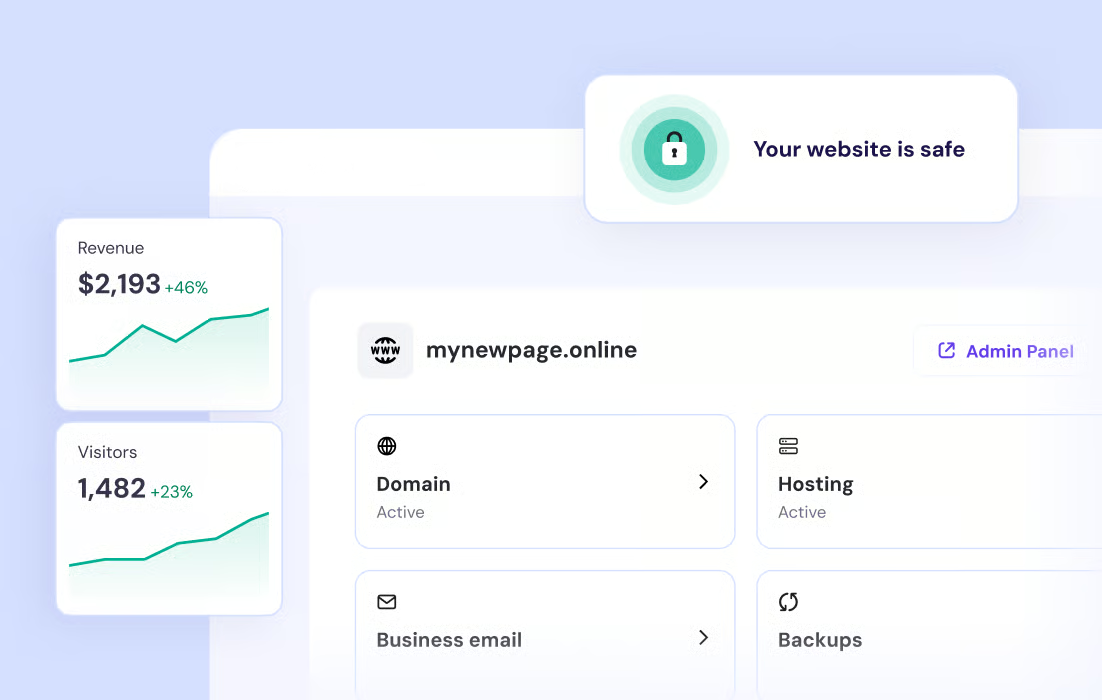 Your website is safe
Revenue
$2,193 +46%
Visitors
1,482 +23%
www
mynewpage.online
Admin Panel
Domain
Active
Hosting
Active
Business email
Backups